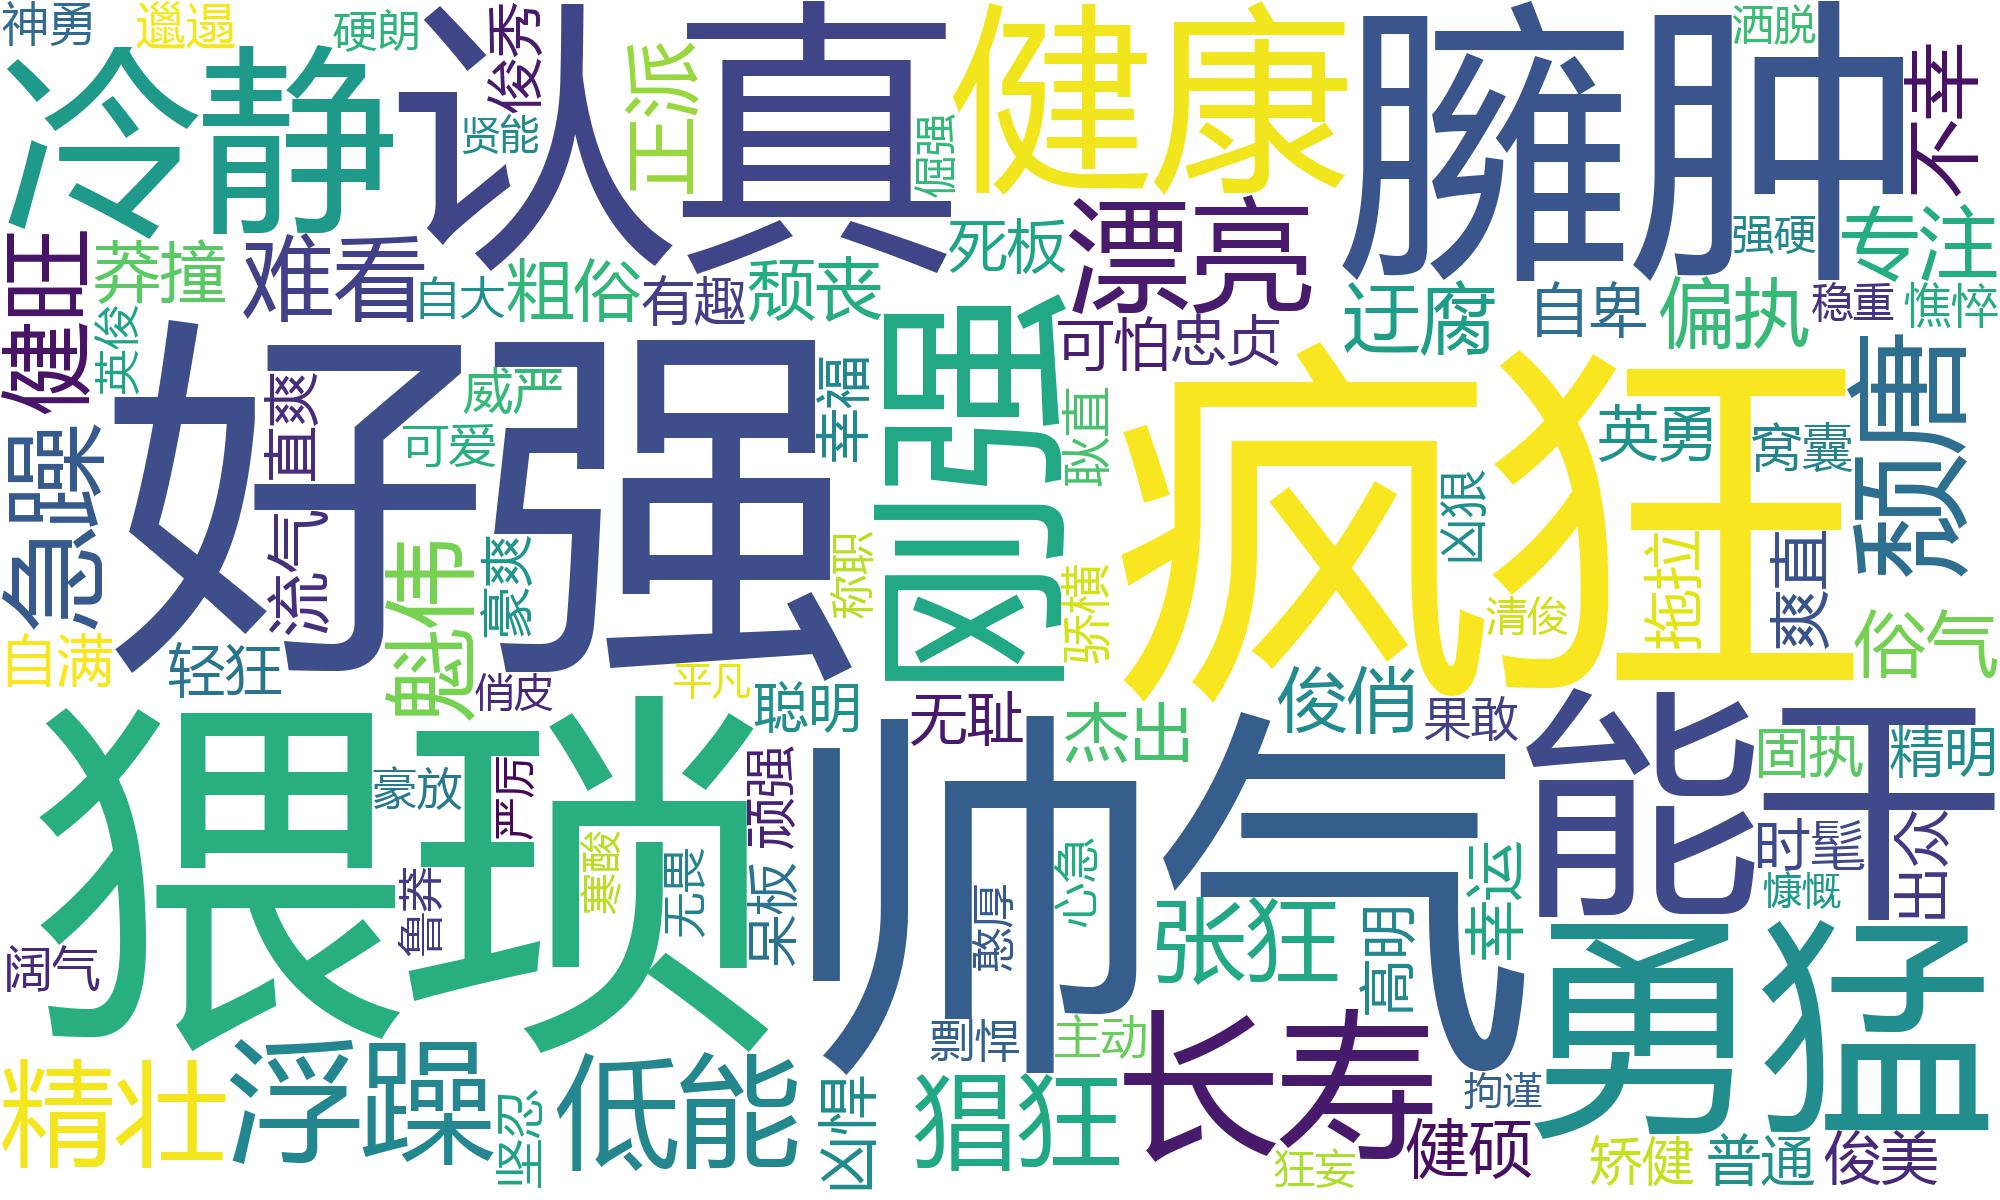 神勇
邋遢
硬朗
俊秀
正派
健康
臃肿
洒脱
不幸
冷静
认真
贤能
倔强
死板
漂亮
强硬
专注
健旺
莽撞
难看
自大
粗俗
有趣
颓丧
可怕
忠贞
迂腐
自卑
偏执
稳重
憔悴
英俊
好强
直爽
威严
可爱
幸福
刚强
耿直
疯狂
英勇
窝囊
颓唐
急躁
流气
魁伟
豪爽
称职
骄横
凶狠
清俊
拖拉
爽直
俗气
自满
轻狂
俏皮
平凡
聪明
无耻
杰出
俊俏
果敢
能干
固执
精明
猥琐
豪放
严厉
顽强
帅气
时髦
出众
慷慨
寒酸
无畏
呆板
心急
憨厚
张狂
高明
幸运
勇猛
鲁莽
阔气
剽悍
主动
长寿
拘谨
精壮
浮躁
坚忍
低能
凶悍
猖狂
狂妄
健硕
矫健
普通
俊美